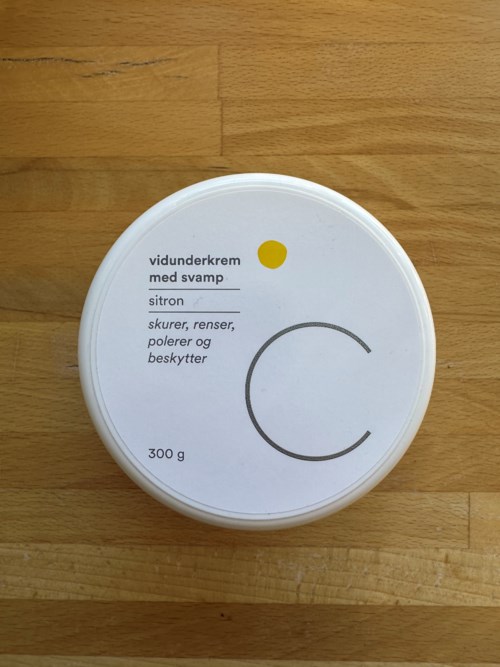 vidunderkrem
med svamp
sitron
skurer, renser,
polerer og
beskytter
300 g